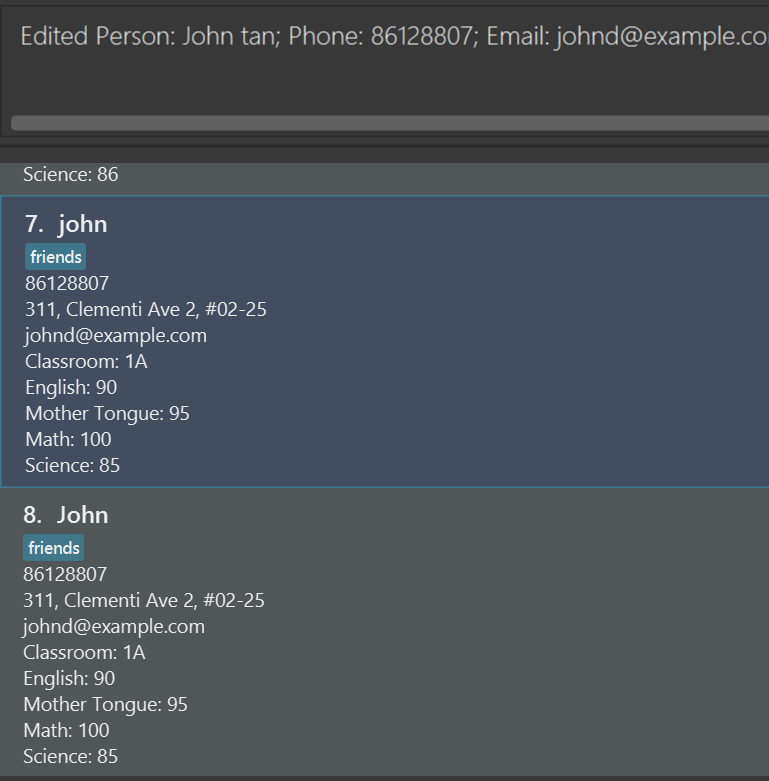 Edited Person: John tan; Phone: 86128807; Email: johnd@example.co
Science: 86
7. john
friends
86128807
311, Clementi Ave 2, #02-25
johnd@example.com
Classroom: 1A
English: 90
Mother Tongue: 95
Math: 100
Science: 85
8. John
friends
86128807
311, Clementi Ave 2, #02-25
johnd@example.com
Classroom: 1A
English: 90
Mother Tongue: 95
Math: 100
Science: 85